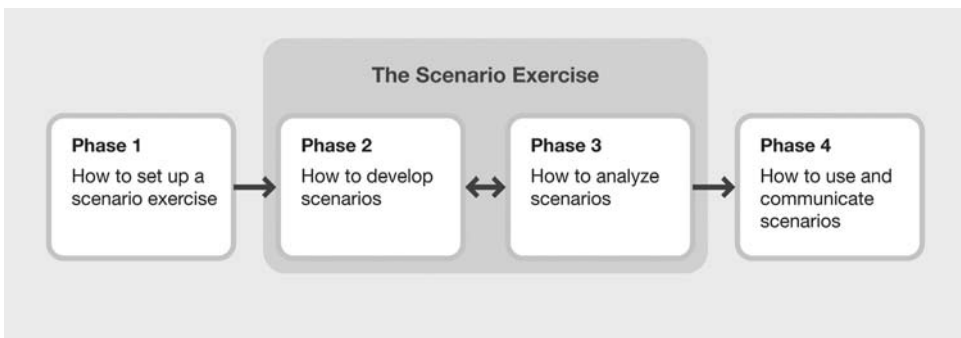 The Scenario Exercise
Phase 1
How to set up a
scenario exercise
Phase 2
How to develop
scenarios
Phase 3
How to analyze
scenarios
Phase 4
How to use and
communicate
scenarios